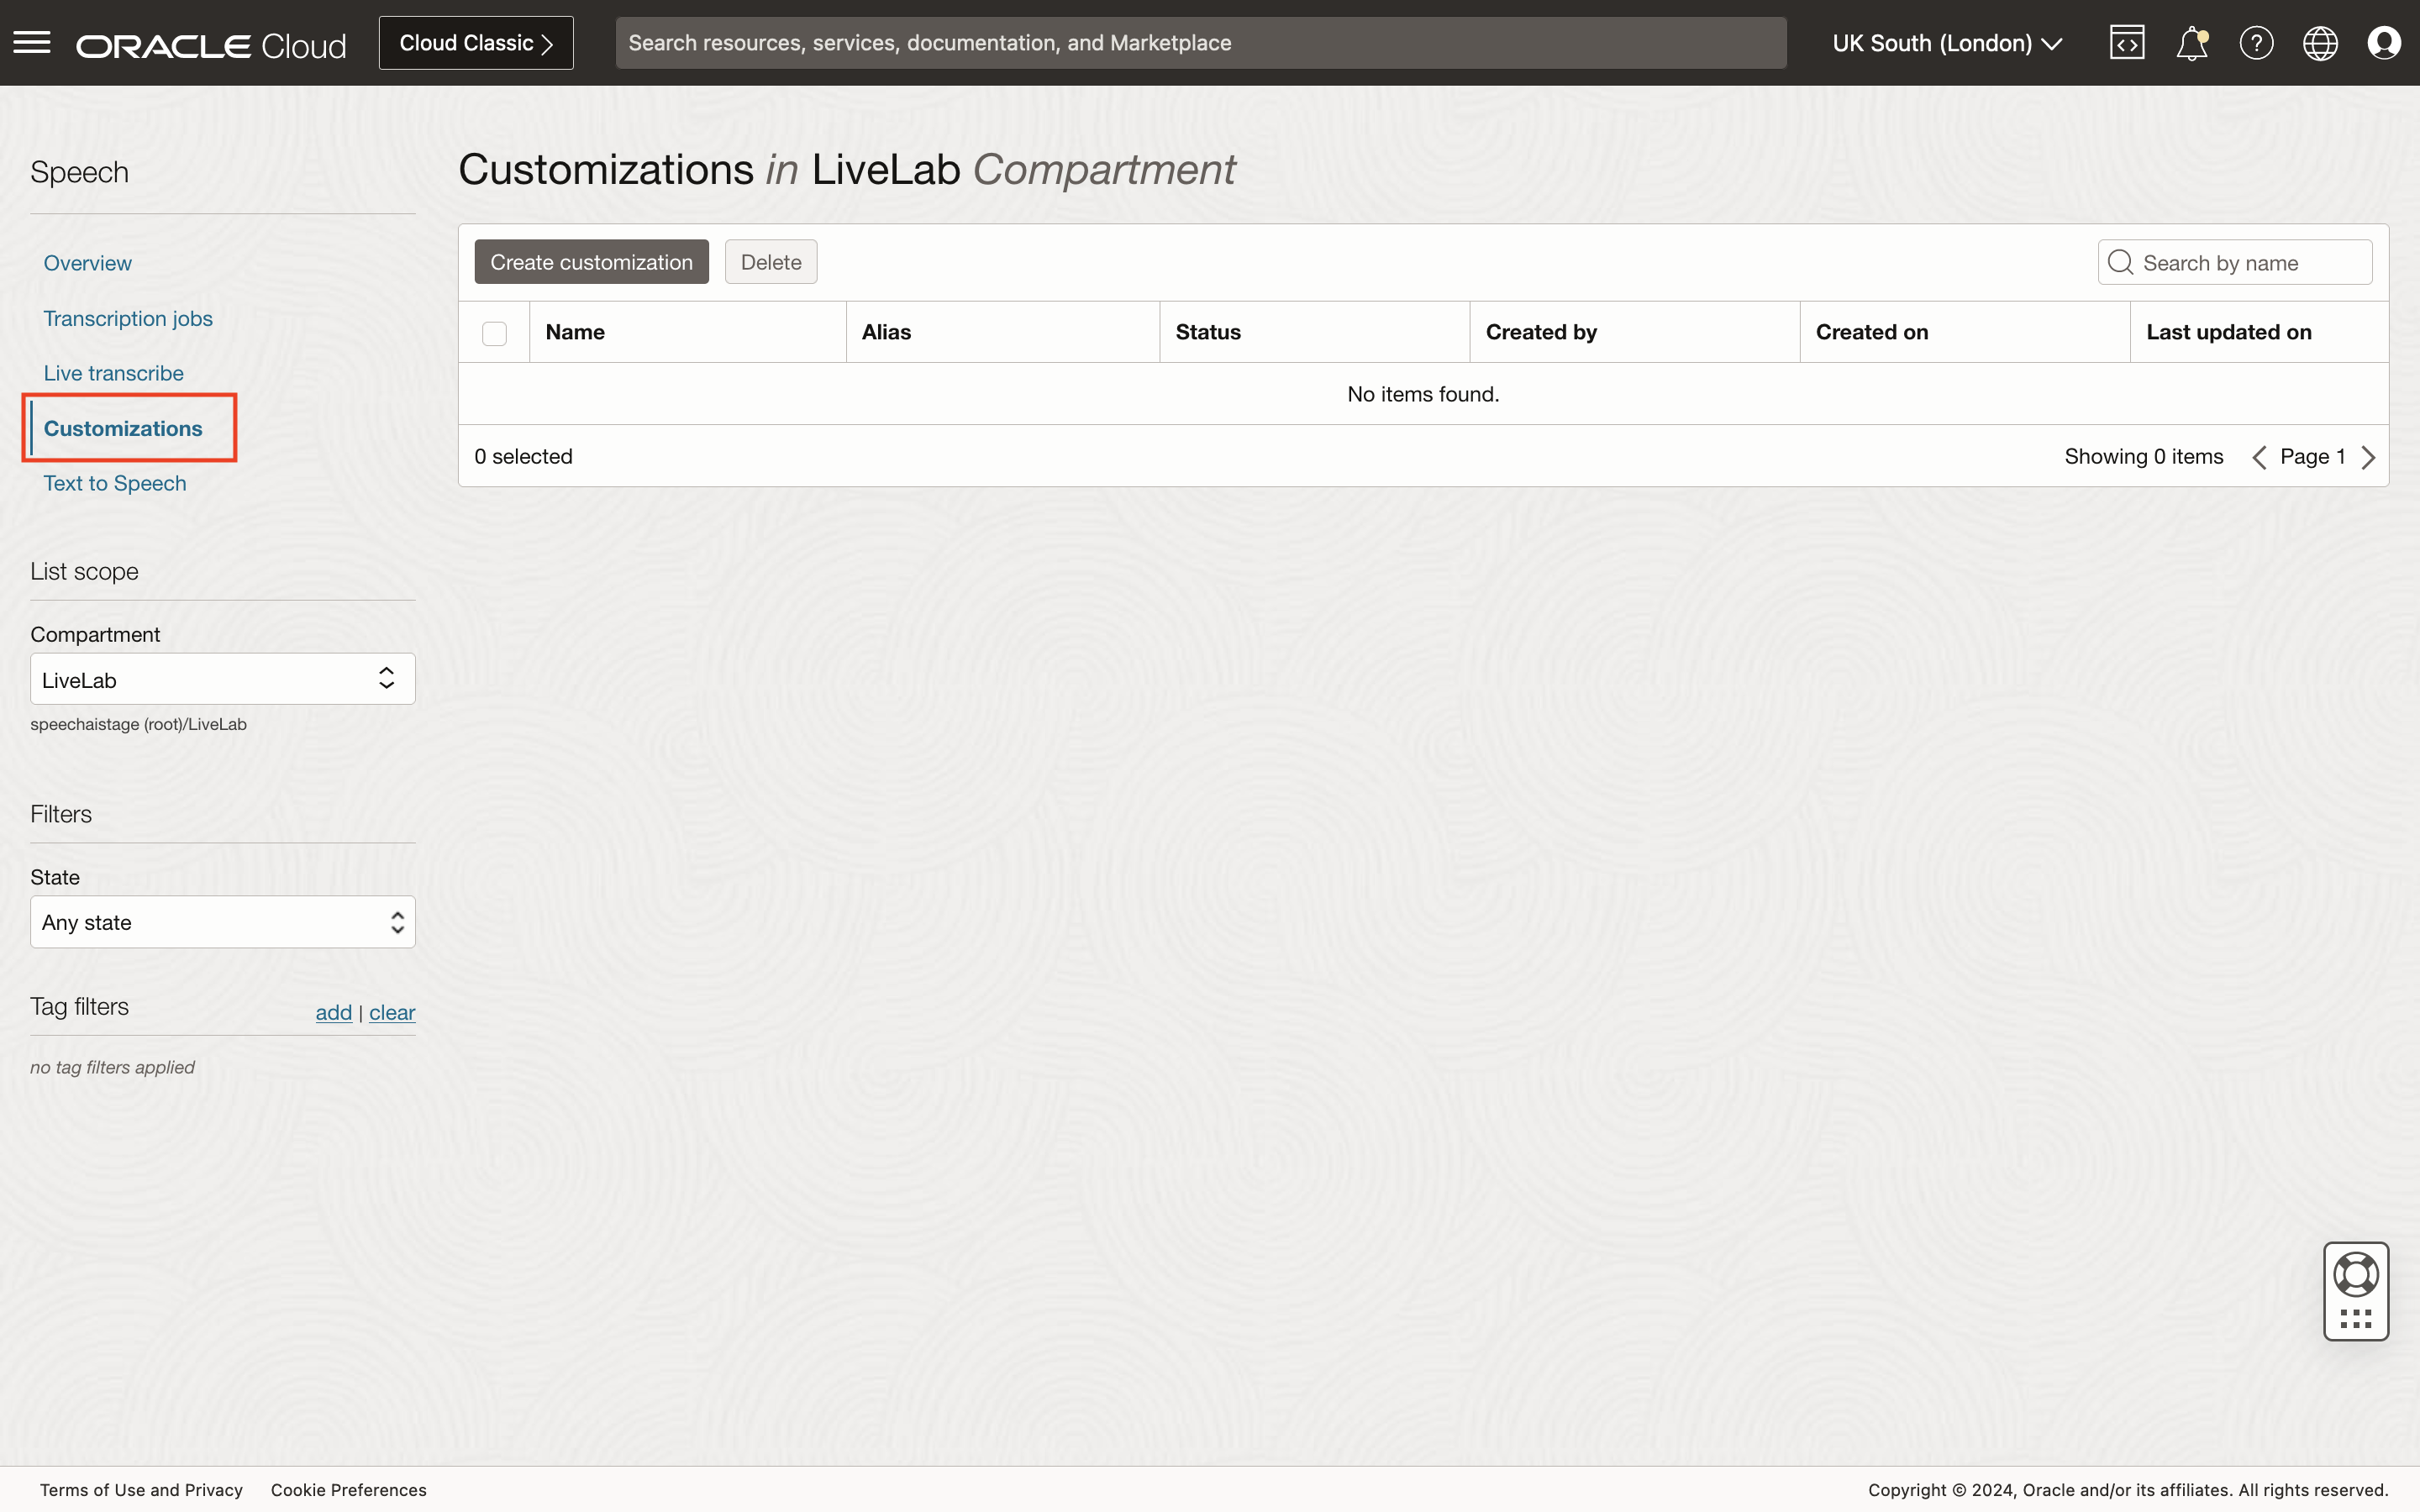 ORACLE Cloud
Cloud Classic
Search resources, services, documentation, and Marketplace
UK South (London)
Speech
Overview
Transcription jobs
Live transcribe
Customizations
Text to Speech
List scope
Compartment
LiveLab
speechaistage (root)/LiveLab
Filters
State
Any state
Tag filters
add | clear
no tag filters applied
Customizations in LiveLab Compartment
Create customization
Delete
Search by name
Name Alias Status Created by Created on Last updated on
No items found.
0 selected
Showing 0 items
Page 1
Terms of Use and Privacy
Cookie Preferences
Copyright © 2024, Oracle and/or its affiliates. All rights reserved.